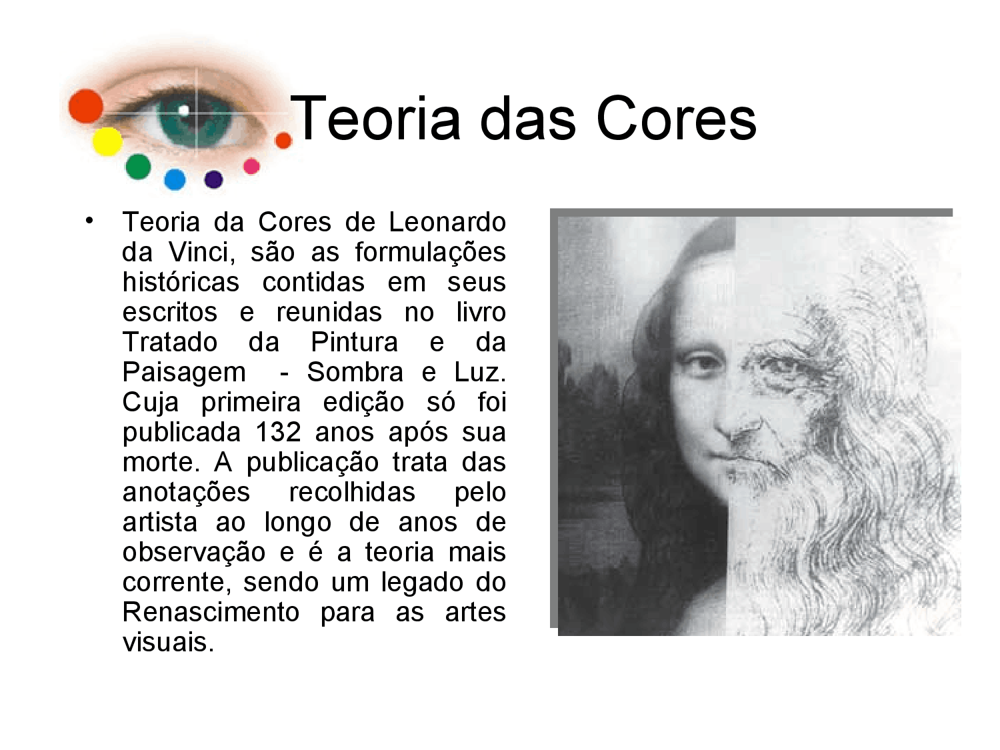 Teoria das Cores
• Teoria da Cores de Leonardo
da Vinci, são as formulações
históricas contidas em seus
escritos e reunidas no livro
Tratado da Pintura e da
Paisagem - Sombra e Luz.
Cuja primeira edição só foi
publicada 132 anos após sua
morte. A publicação trata das
anotações recolhidas pelo
artista ao longo de anos de
observação e é a teoria mais
corrente, sendo um legado do
Renascimento para as artes
visuais.